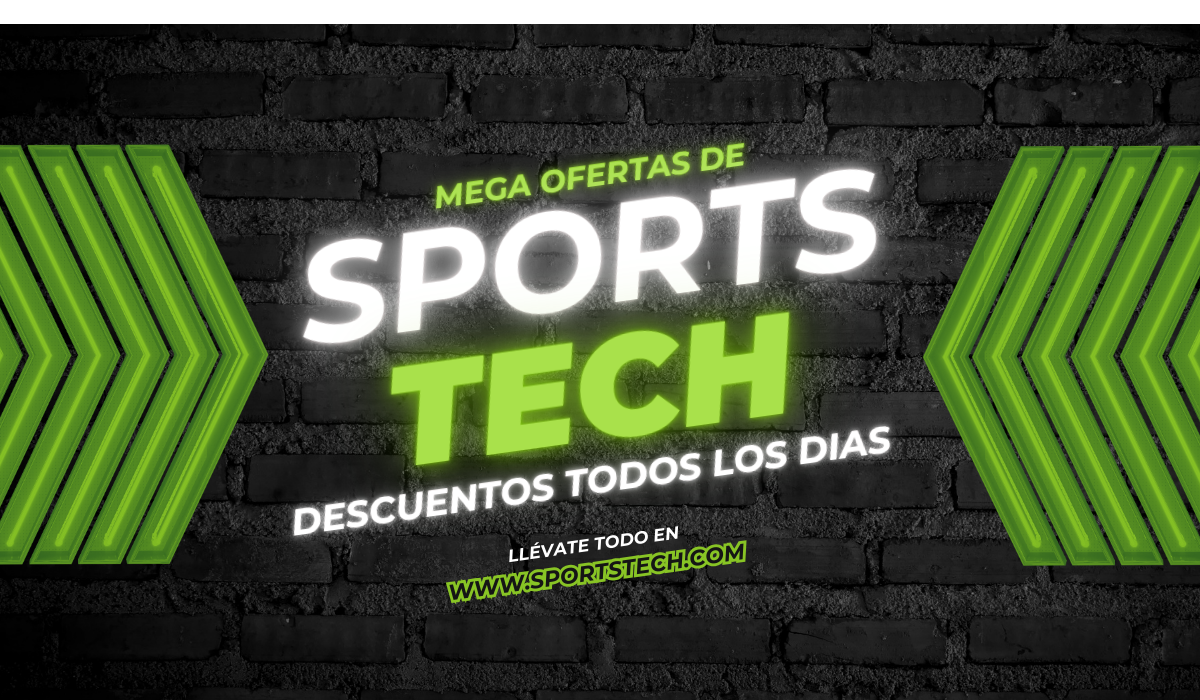 MEGA OFERTAS DE
SPORTS
TECH
DESCUENTOS TODOS LOS DIAS
LLÉVATE TODO EN
WWW.SPORTSTECH.COM